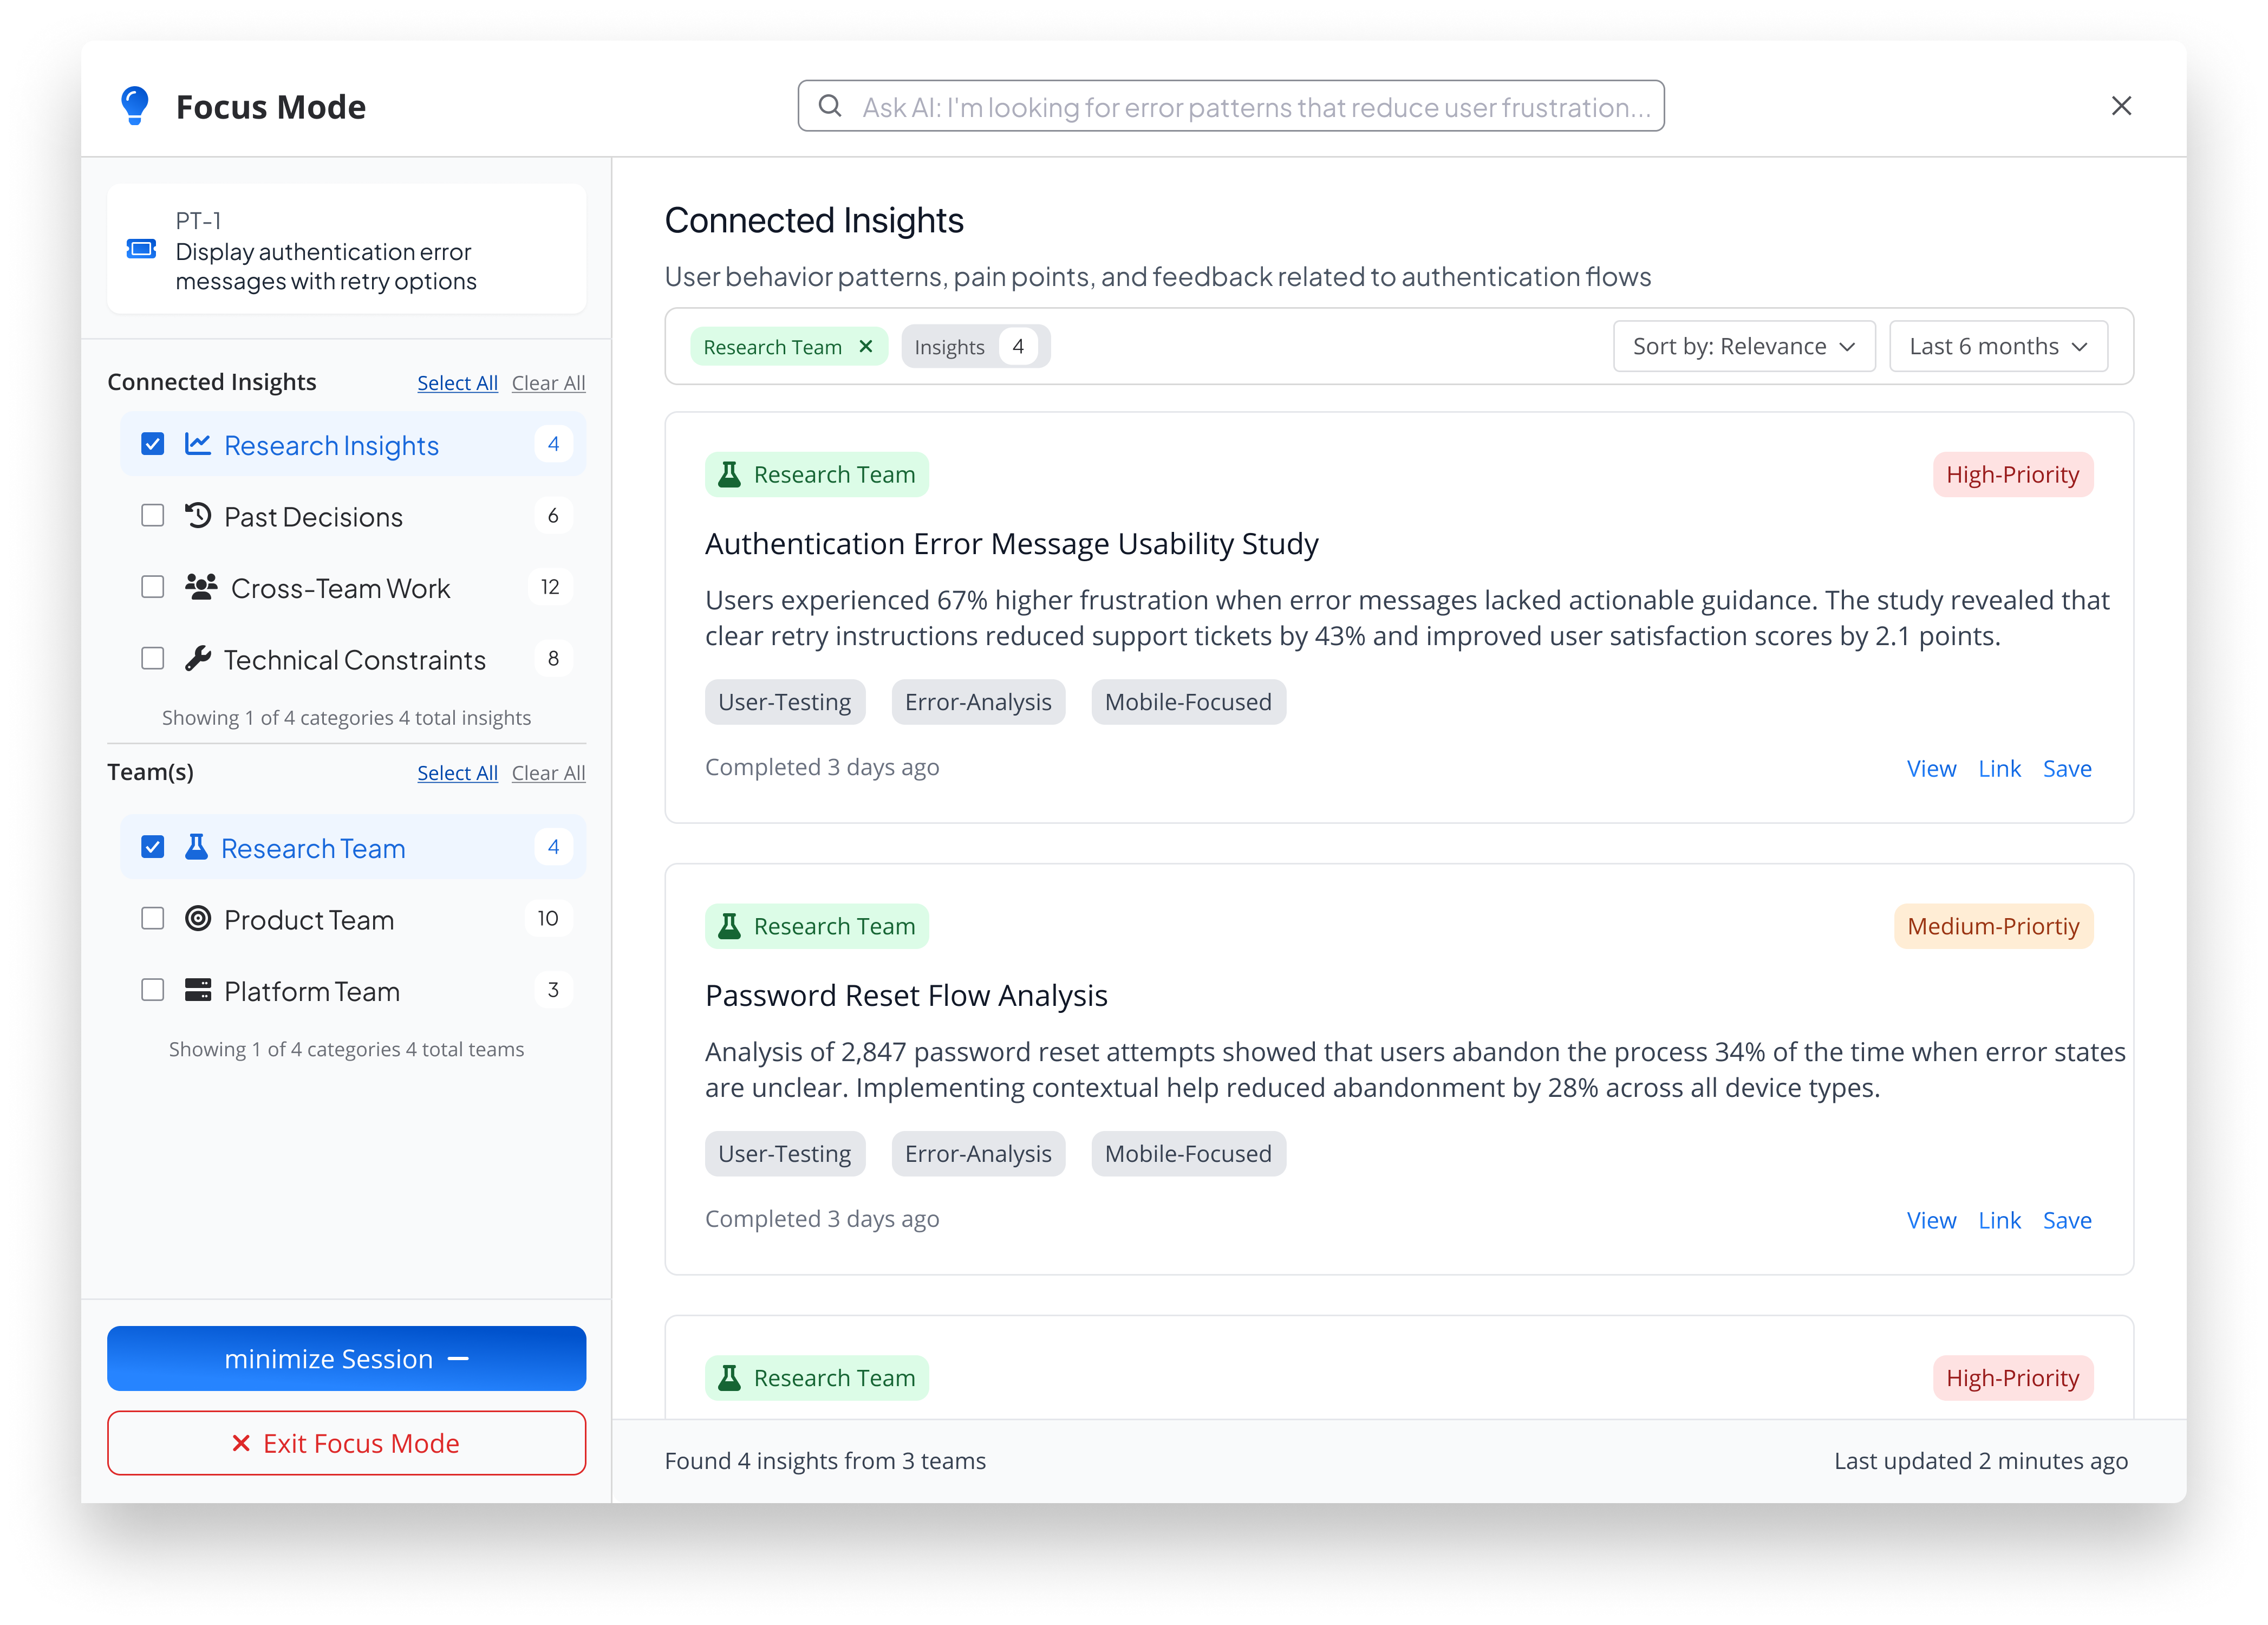 Focus Mode
Ask AI: I'm looking for error patterns that reduce user frustration...
PT-1
Display authentication error
messages with retry options
Connected Insights Select All Clear All
Research Insights 4
Past Decisions 6
Cross-Team Work 12
Technical Constraints 8
Showing 1 of 4 categories 4 total insights
Team(s) Select All Clear All
Research Team 4
Product Team 10
Platform Team 3
Showing 1 of 4 categories 4 total teams
minimize Session
Exit Focus Mode
Connected Insights
User behavior patterns, pain points, and feedback related to authentication flows
Research Team Insights 4 Sort by: Relevance Last 6 months
Research Team High-Priority
Authentication Error Message Usability Study
Users experienced 67% higher frustration when error messages lacked actionable guidance. The study revealed that
clear retry instructions reduced support tickets by 43% and improved user satisfaction scores by 2.1 points.
User-Testing Error-Analysis Mobile-Focused
Completed 3 days ago View Link Save
Research Team Medium-Priortiy
Password Reset Flow Analysis
Analysis of 2,847 password reset attempts showed that users abandon the process 34% of the time when error states
are unclear. Implementing contextual help reduced abandonment by 28% across all device types.
User-Testing Error-Analysis Mobile-Focused
Completed 3 days ago View Link Save
Research Team High-Priority
Found 4 insights from 3 teams Last updated 2 minutes ago